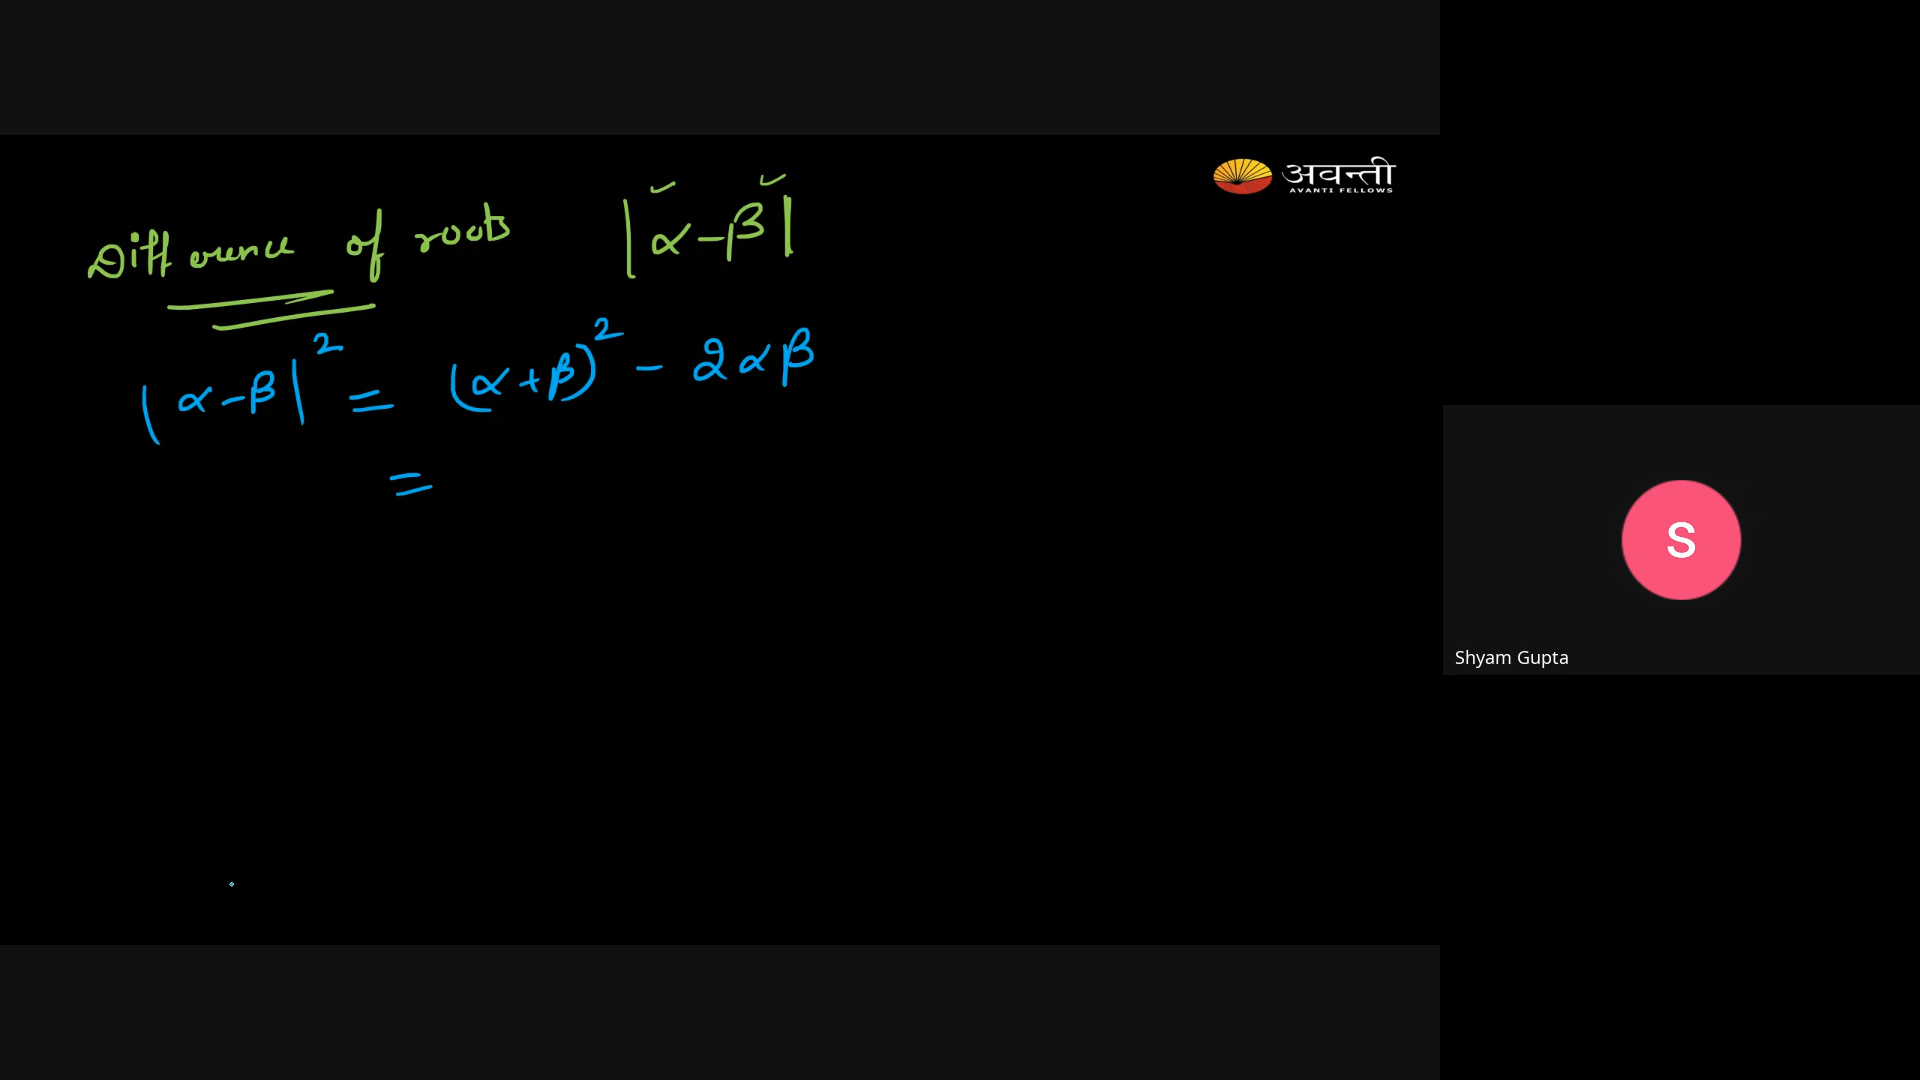 अवन्ती
AVANTI FELLOWS
Difference of roots |α-β|
|α-β|² = (α+β)² - 2αβ
=
S
Shyam Gupta